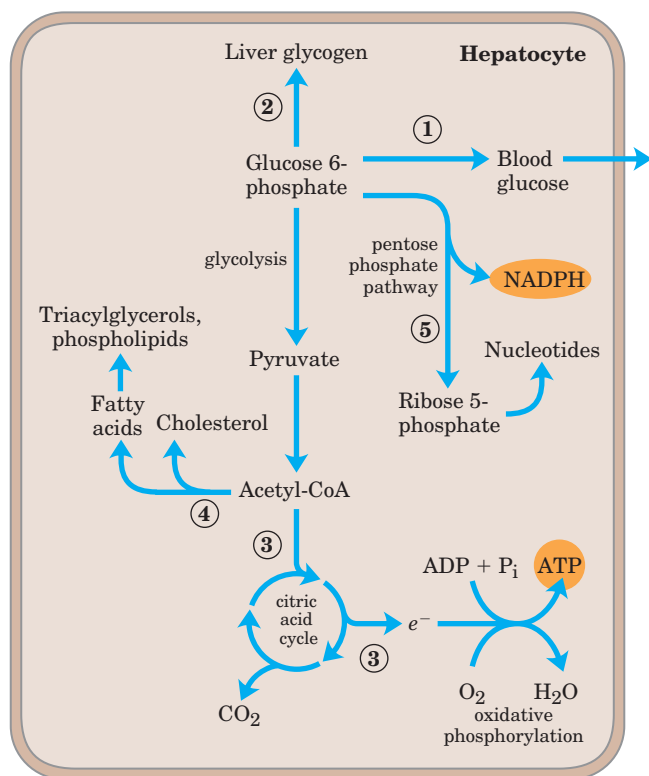 Hepatocyte
Liver glycogen
②
①
Glucose 6-
phosphate
Blood
glucose
glycolysis
pentose
phosphate
pathway
NADPH
⑤
Triacylglycerols,
phospholipids
Pyruvate
Nucleotides
Fatty
acids
Cholesterol
Ribose 5-
phosphate
Acetyl-CoA
④
③
ADP + Pi
ATP
citric
acid
cycle
e−
③
CO2
O2
H2O
oxidative
phosphorylation